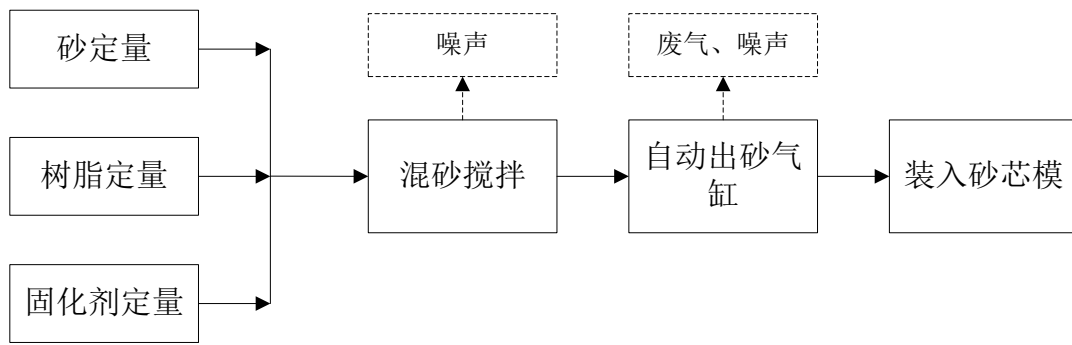 砂定量
噪声
废气、噪声
树脂定量
混砂搅拌
自动出砂气
缸
装入砂芯模
固化剂定量